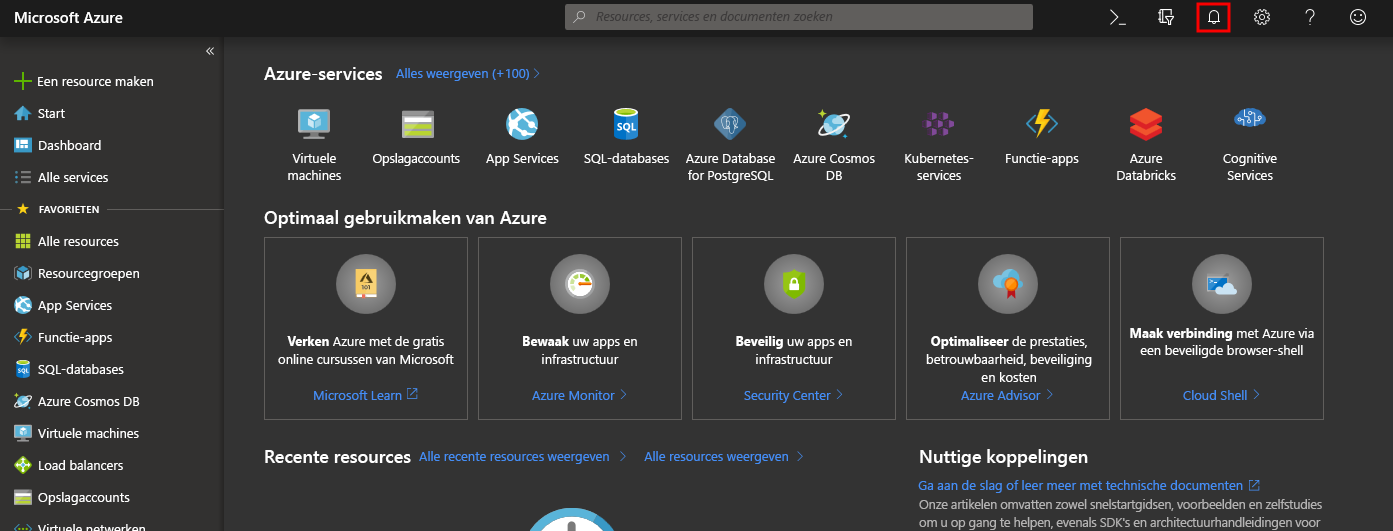 Microsoft Azure
Resources, services en documenten zoeken
Een resource maken
Start
Dashboard
Alle services
FAVORIETEN
Alle resources
Resourcegroepen
App Services
Functie-apps
SQL-databases
Azure Cosmos DB
Virtuele machines
Load balancers
Opslagaccounts
Virtuele netwerken
Azure-services
Alles weergeven (+100)
Virtuele
machines
Opslagaccounts
App Services
SQL
SQL-databases
Azure Database
for PostgreSQL
Azure Cosmos
DB
Kubernetes-
services
Functie-apps
Azure
Databricks
Cognitive
Services
Optimaal gebruikmaken van Azure
101
Verken Azure met de gratis
online cursussen van Microsoft
Microsoft Learn
Bewaak uw apps en
infrastructuur
Azure Monitor
Beveilig uw apps en
infrastructuur
Security Center
Optimaliseer de prestaties,
betrouwbaarheid, beveiliging
en kosten
Azure Advisor
Maak verbinding met Azure via
een beveiligde browser-shell
Cloud Shell
Recente resources
Alle recente resources weergeven
Alle resources weergeven
Nuttige koppelingen
Ga aan de slag of leer meer met technische documenten
Onze artikelen omvatten zowel snelstartgidsen, voorbeelden en zelfstudies
om u op gang te helpen, evenals SDK's en architectuurhandleidingen voor